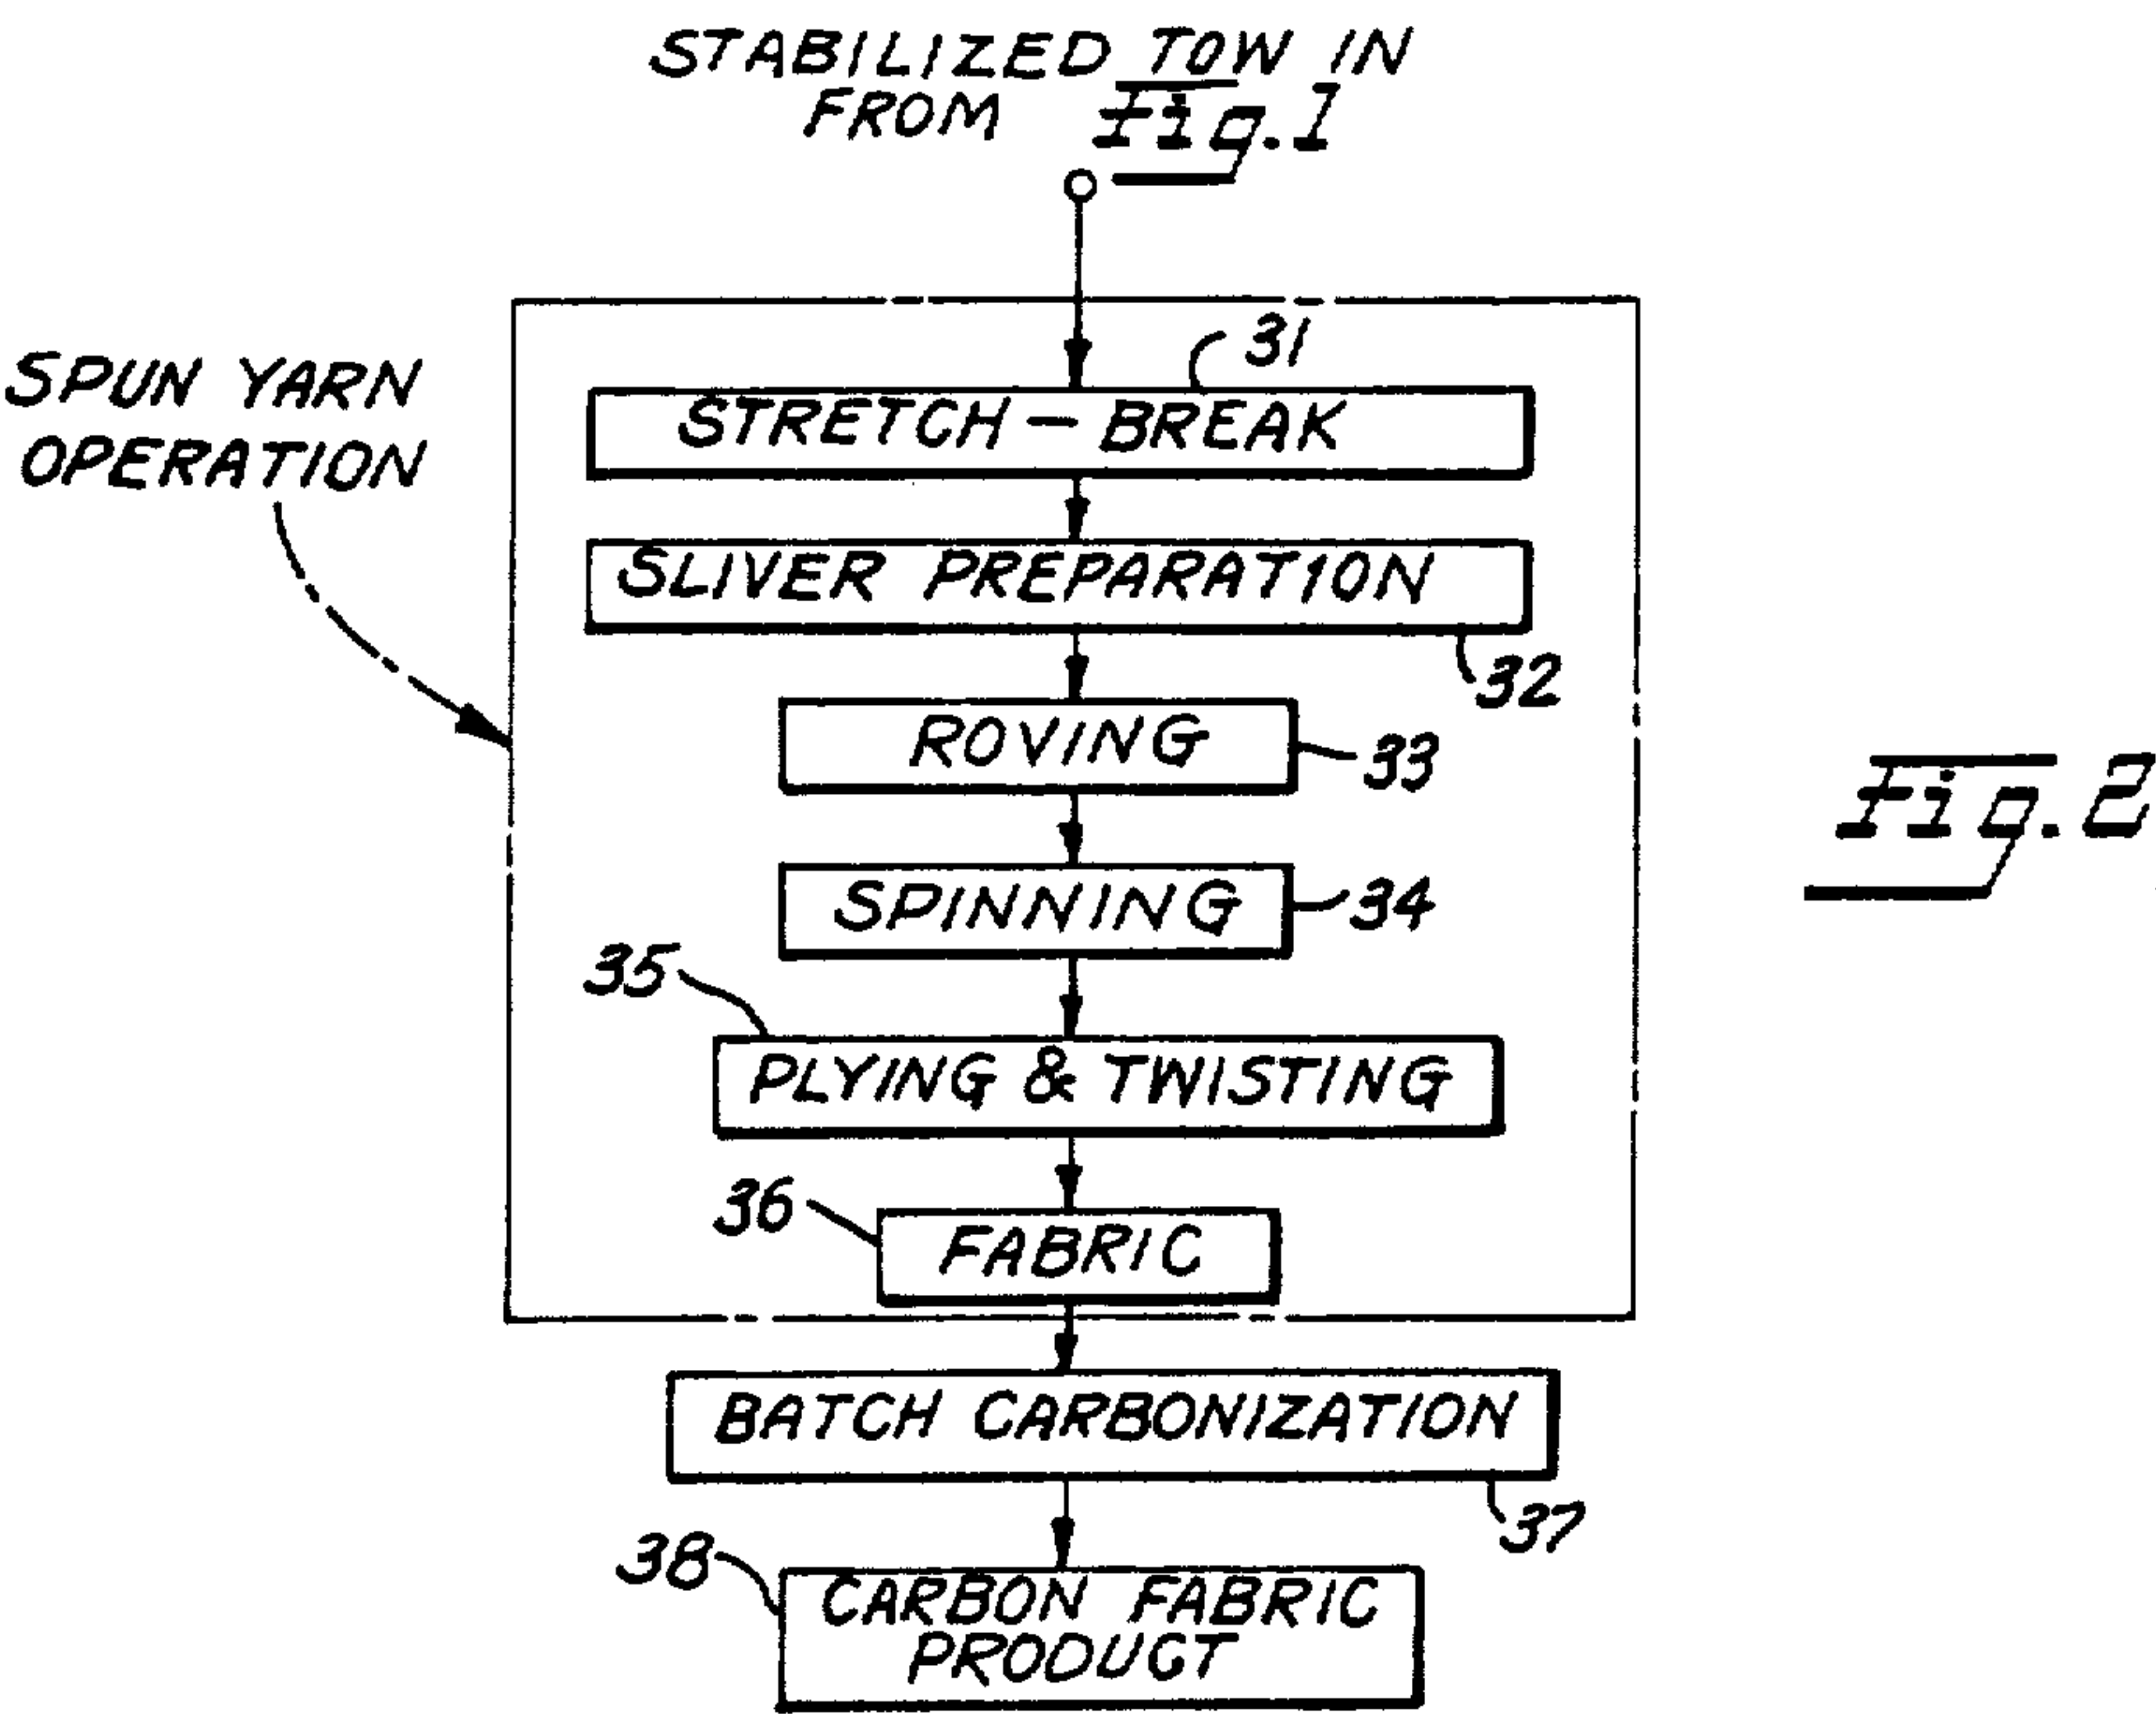 STABILIZED TOW IN
FROM Fig. 1
SPUN YARN
OPERATION
31
STRETCH - BREAK
SLIVER PREPARATION
32
ROVING
33
Fig. 2
SPINNING
34
35
PLYING & TWISTING
36
FABRIC
BATCH CARBONIZATION
37
38
CARBON FABRIC
PRODUCT